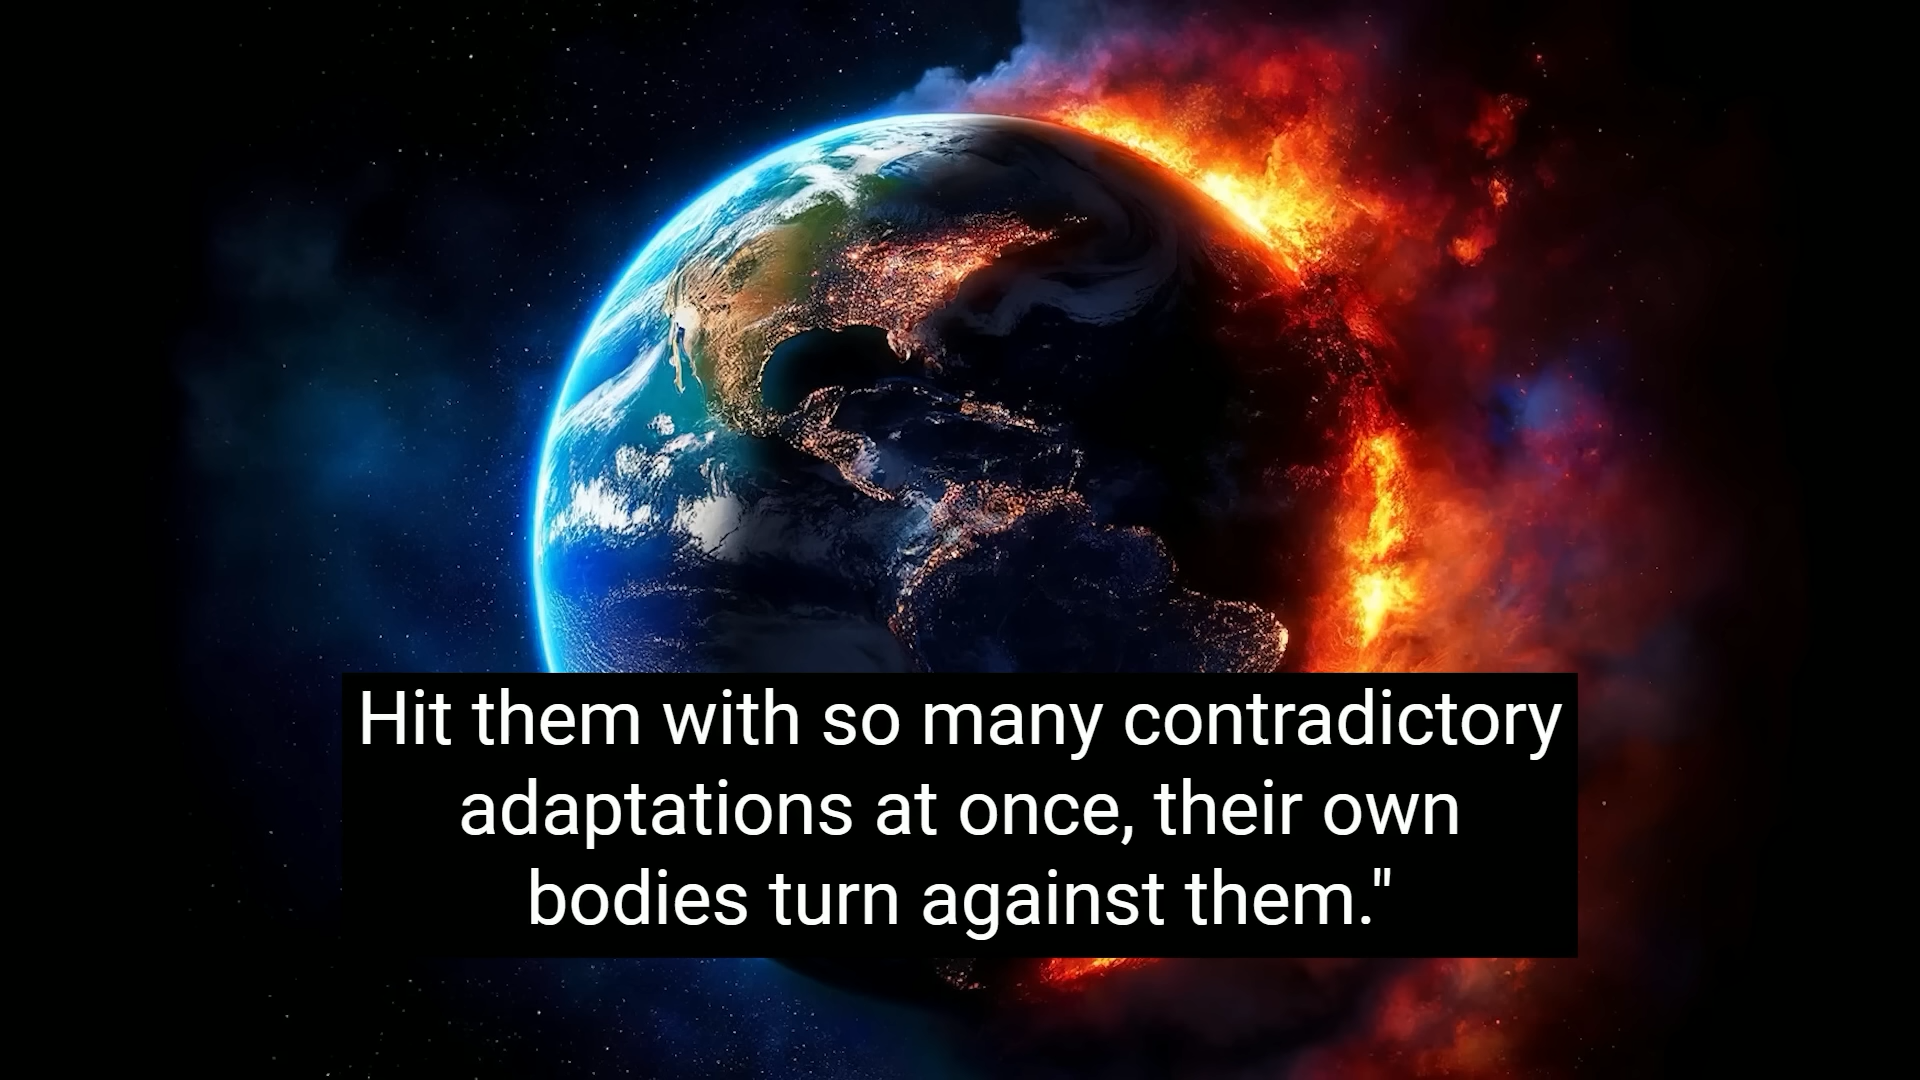 Hit them with so many contradictory
adaptations at once, their own
bodies turn against them."